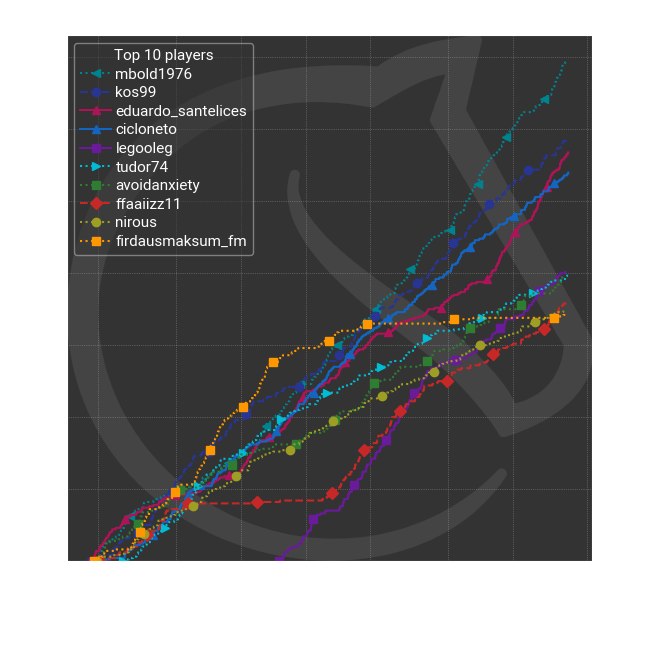 Top 10 players
mbold1976
kos99
eduardo_santelices
cicloneto
legooleg
tudor74
avoidanxiety
ffaaiizz11
nirous
firdausmaksum_fm